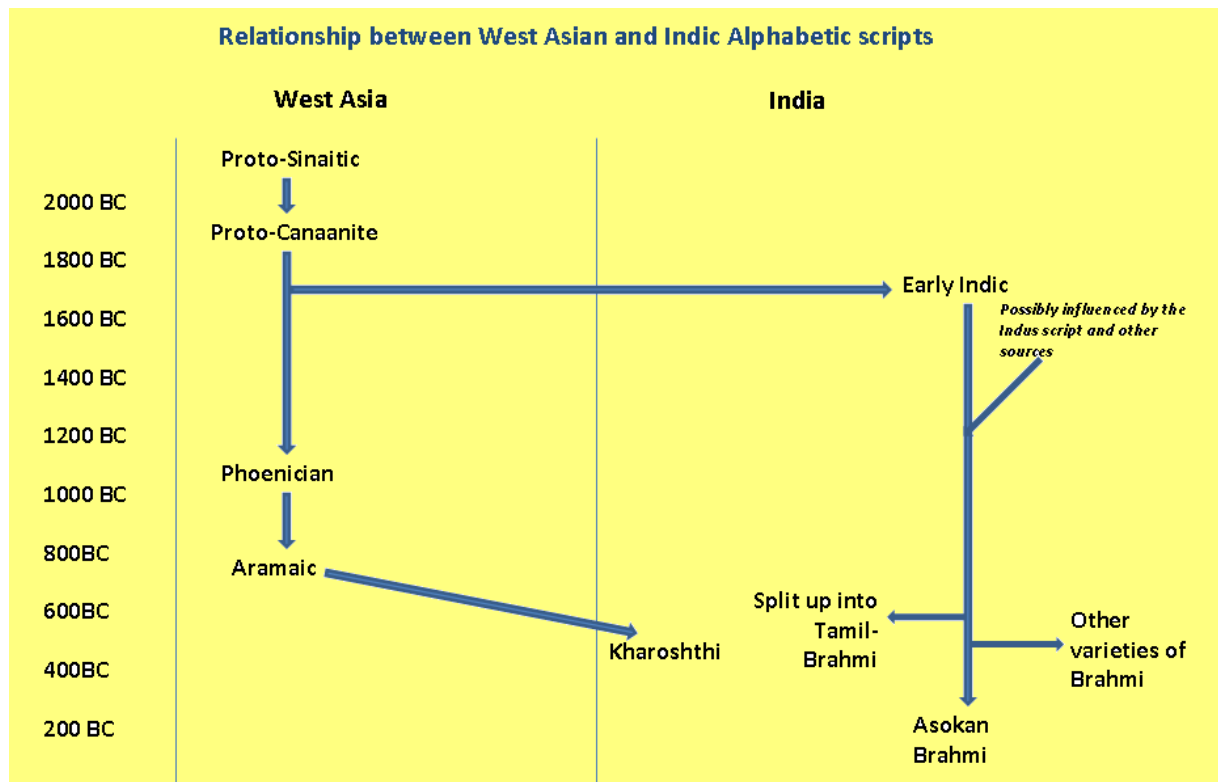 Relationship between West Asian and Indic Alphabetic scripts
West Asia
India
Proto-Sinaitic
2000 BC
Proto-Canaanite
1800 BC
Early Indic
Possibly influenced by the
Indus script and other
sources
1600 BC
1400 BC
1200 BC
Phoenician
1000 BC
800BC
Aramaic
600BC
Split up into
Tamil-
Brahmi
Other
varieties of
Brahmi
Kharoshthi
400BC
200 BC
Asokan
Brahmi